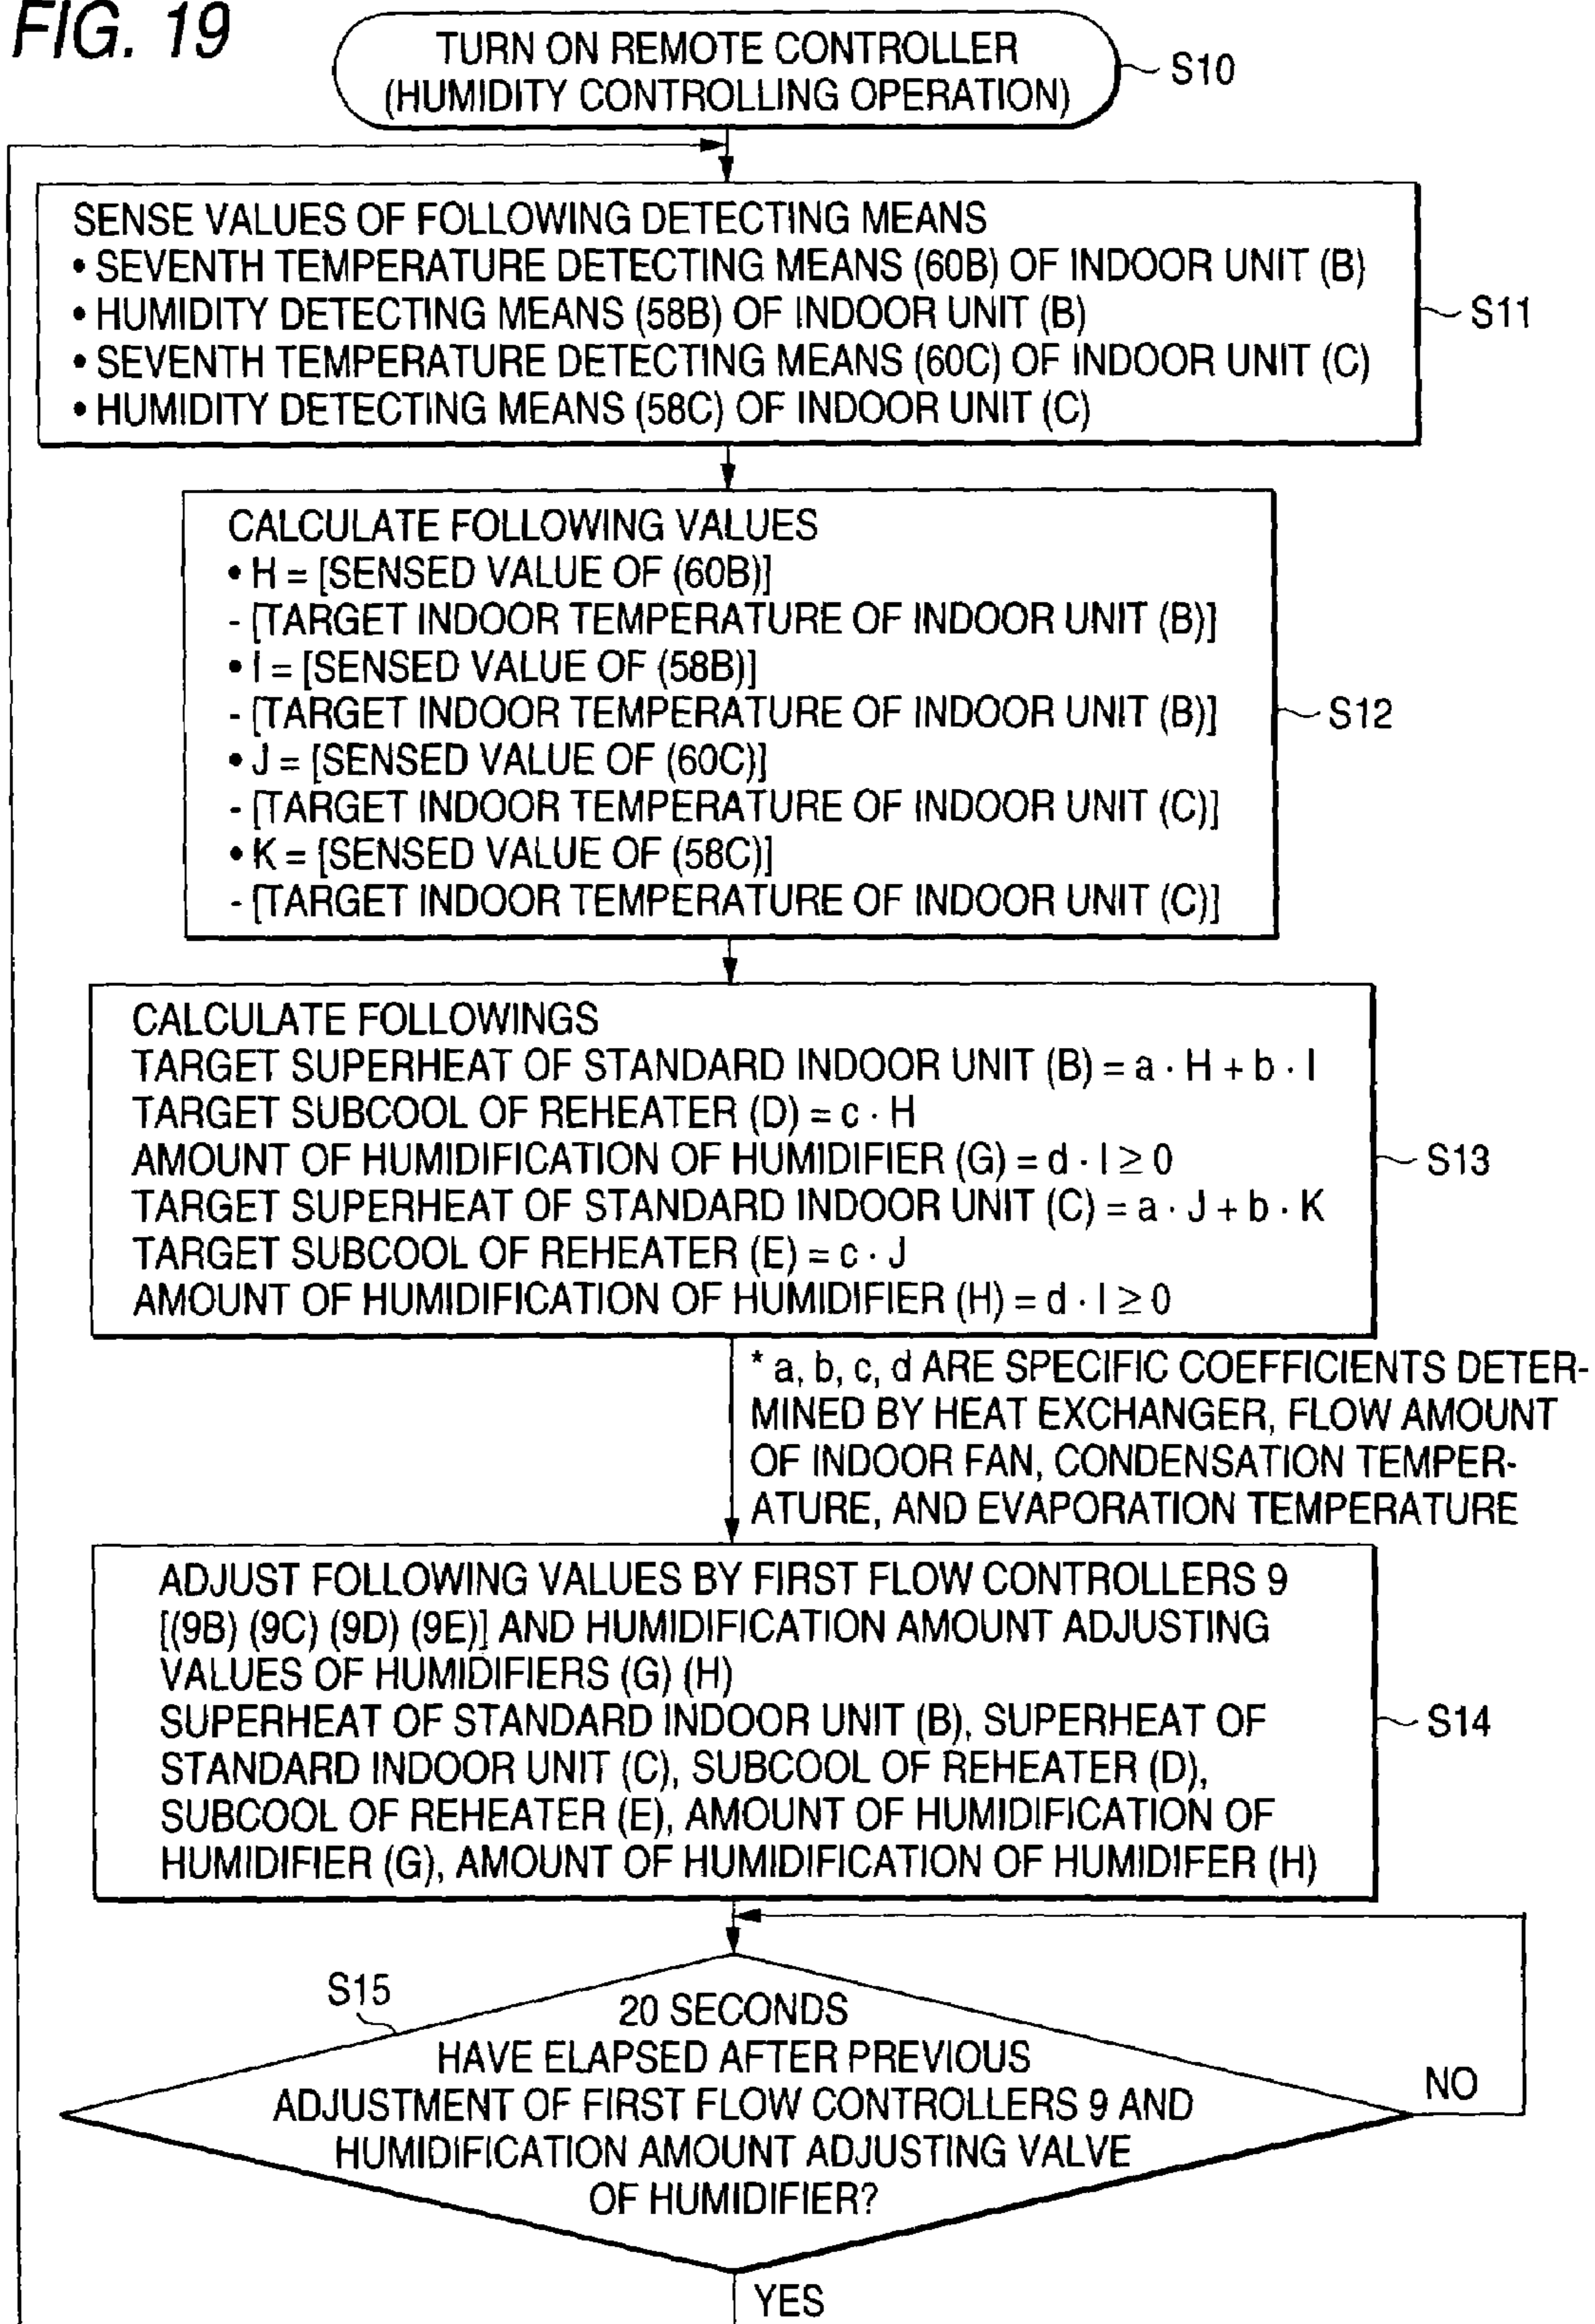 FIG. 19
TURN ON REMOTE CONTROLLER
(HUMIDITY CONTROLLING OPERATION)
S10
SENSE VALUES OF FOLLOWING DETECTING MEANS
• SEVENTH TEMPERATURE DETECTING MEANS (60B) OF INDOOR UNIT (B)
• HUMIDITY DETECTING MEANS (58B) OF INDOOR UNIT (B)
• SEVENTH TEMPERATURE DETECTING MEANS (60C) OF INDOOR UNIT (C)
• HUMIDITY DETECTING MEANS (58C) OF INDOOR UNIT (C)
S11
CALCULATE FOLLOWING VALUES
• H = [SENSED VALUE OF (60B)]
- [TARGET INDOOR TEMPERATURE OF INDOOR UNIT (B)]
• I = [SENSED VALUE OF (58B)]
- [TARGET INDOOR TEMPERATURE OF INDOOR UNIT (B)]
• J = [SENSED VALUE OF (60C)]
- [TARGET INDOOR TEMPERATURE OF INDOOR UNIT (C)]
• K = [SENSED VALUE OF (58C)]
- [TARGET INDOOR TEMPERATURE OF INDOOR UNIT (C)]
S12
CALCULATE FOLLOWINGS
TARGET SUPERHEAT OF STANDARD INDOOR UNIT (B) = a · H + b · I
TARGET SUBCOOL OF REHEATER (D) = c · H
AMOUNT OF HUMIDIFICATION OF HUMIDIFIER (G) = d · I ≥ 0
TARGET SUPERHEAT OF STANDARD INDOOR UNIT (C) = a · J + b · K
TARGET SUBCOOL OF REHEATER (E) = c · J
AMOUNT OF HUMIDIFICATION OF HUMIDIFIER (H) = d · I ≥ 0
S13
* a, b, c, d ARE SPECIFIC COEFFICIENTS DETER-
MINED BY HEAT EXCHANGER, FLOW AMOUNT
OF INDOOR FAN, CONDENSATION TEMPER-
ATURE, AND EVAPORATION TEMPERATURE
ADJUST FOLLOWING VALUES BY FIRST FLOW CONTROLLERS 9
[(9B) (9C) (9D) (9E)] AND HUMIDIFICATION AMOUNT ADJUSTING
VALUES OF HUMIDIFIERS (G) (H)
SUPERHEAT OF STANDARD INDOOR UNIT (B), SUPERHEAT OF
STANDARD INDOOR UNIT (C), SUBCOOL OF REHEATER (D),
SUBCOOL OF REHEATER (E), AMOUNT OF HUMIDIFICATION OF
HUMIDIFIER (G), AMOUNT OF HUMIDIFICATION OF HUMIDIFER (H)
S14
S15
20 SECONDS
HAVE ELAPSED AFTER PREVIOUS
ADJUSTMENT OF FIRST FLOW CONTROLLERS 9 AND
HUMIDIFICATION AMOUNT ADJUSTING VALVE
OF HUMIDIFIER?
NO
YES